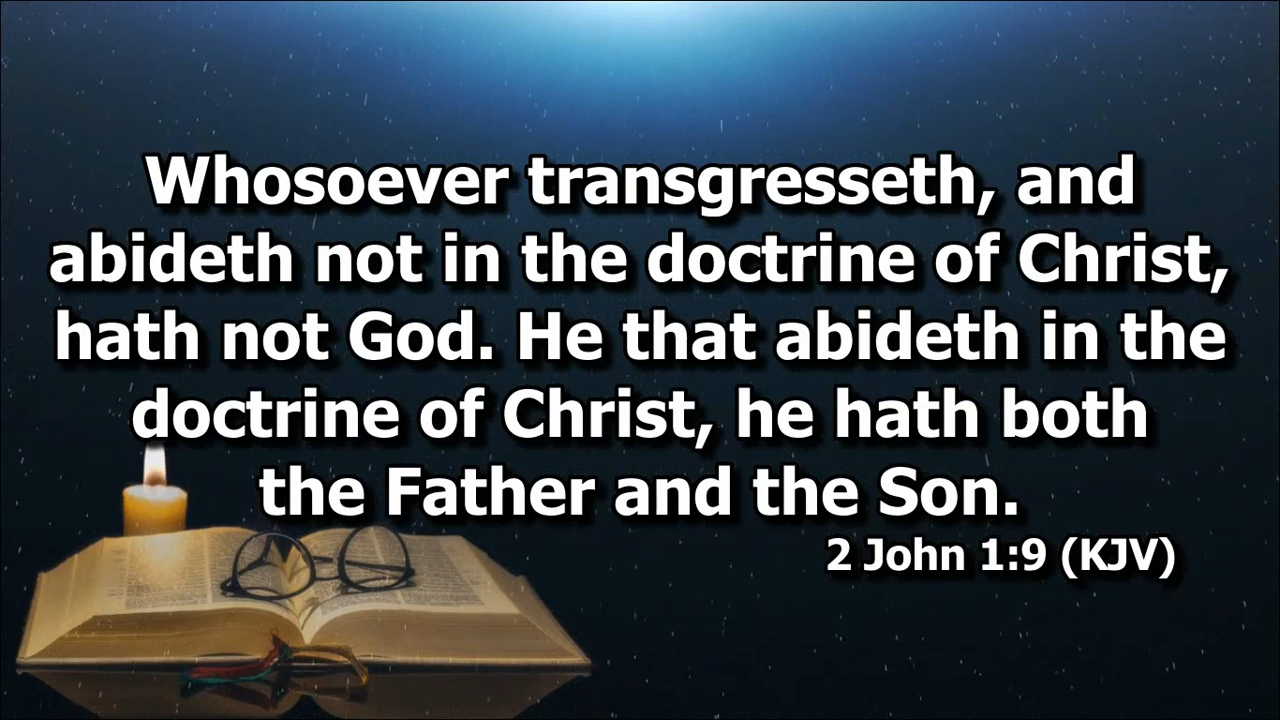 Whosoever transgresseth, and
abideth not in the doctrine of Christ,
hath not God. He that abideth in the
doctrine of Christ, he hath both
the Father and the Son.
2 John 1:9 (KJV)